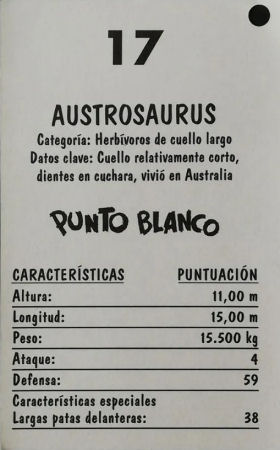 17
AUSTROSAURUS
Categoría: Herbívoros de cuello largo
Datos clave: Cuello relativamente corto,
dientes en cuchara, vivió en Australia
PUNTO BLANCO
CARACTERÍSTICAS PUNTUACIÓN
Altura: 11,00 m
Longitud: 15,00 m
Peso: 15.500 kg
Ataque: 4
Defensa: 59
Características especiales
Largas patas delanteras: 38